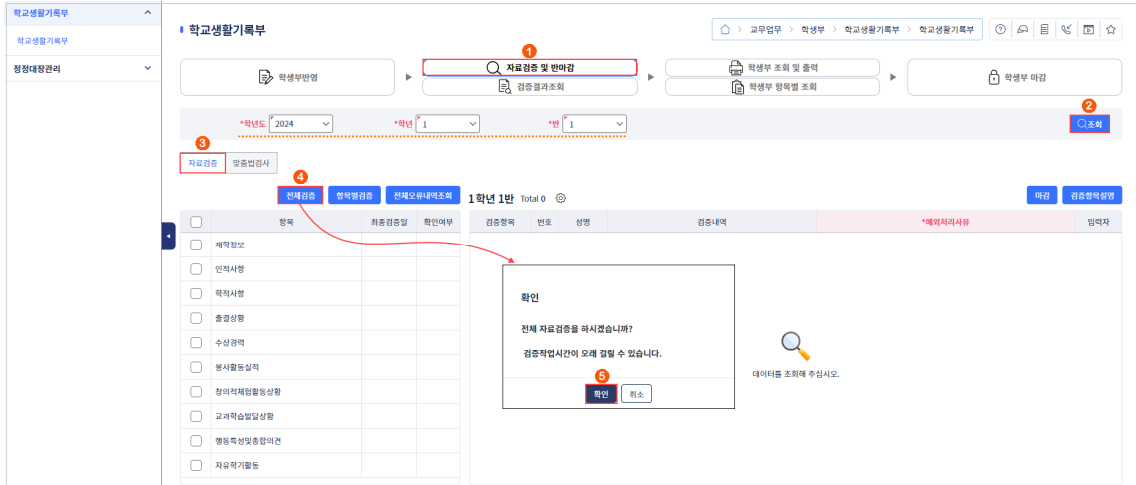 학교생활기록부
학교생활기록부
정정대장관리
학교생활기록부
교무업무 > 학생부 > 학교생활기록부 > 학교생활기록부
1
학생부반영
자료검증 및 반마감
검증결과조회
학생부 조회 및 출력
학생부 항목별 조회
학생부 마감
2
*학년도 2024 *학년 1 *반 1 조회
3
자료검증 맞춤법검사
4
전체검증 항목별검증 전체오류내역조회 1학년 1반 Total 0 마감 검증항목설명
항목 최종검증일 확인여부 검증항목 번호 성명 검증내역 *예외처리사유 입력자
재학정보
인적사항
학적사항
출결상황
수상경력
봉사활동실적
창의적체험활동상황
교과학습발달상황
행동특성및종합의견
자유학기활동
확인
전체 자료검증을 하시겠습니까?
검증작업시간이 오래 걸릴 수 있습니다.
5
확인 취소
데이터를 조회해 주십시오.